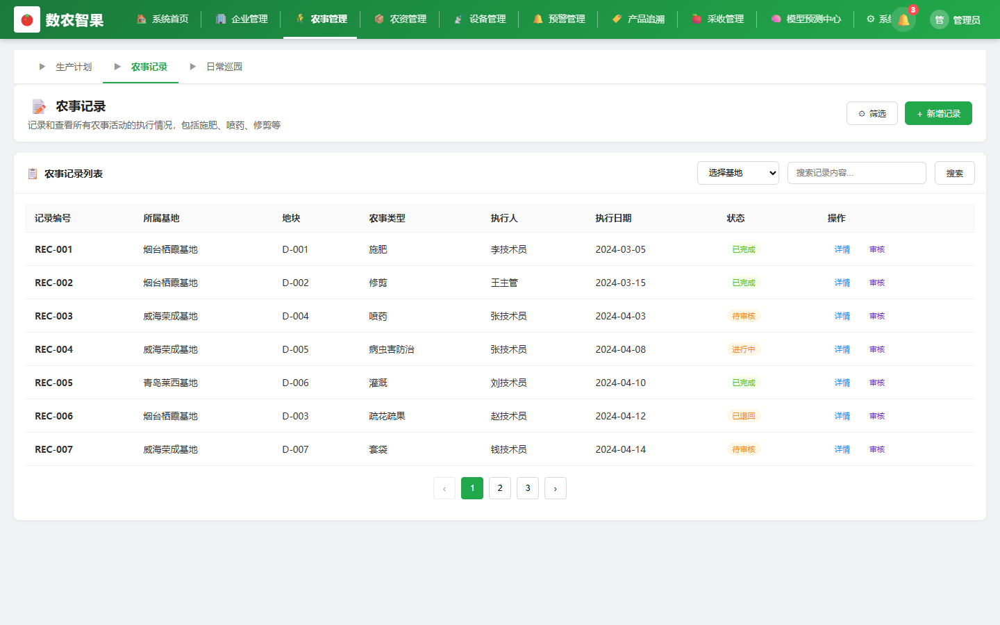 数农智果
系统首页
企业管理
农事管理
农资管理
设备管理
预警管理
产品追溯
采收管理
模型预测中心
3
管
管理员
生产计划
农事记录
日常巡园
农事记录
记录和查看所有农事活动的执行情况，包括施肥、喷药、修剪等
筛选
+ 新增记录
农事记录列表
选择基地
搜索记录内容...
搜索
记录编号 所属基地 地块 农事类型 执行人 执行日期 状态 操作
REC-001 烟台栖霞基地 D-001 施肥 李技术员 2024-03-05 已完成 详情 审核
REC-002 烟台栖霞基地 D-002 修剪 王主管 2024-03-15 已完成 详情 审核
REC-003 威海荣成基地 D-004 喷药 张技术员 2024-04-03 待审核 详情 审核
REC-004 威海荣成基地 D-005 病虫害防治 张技术员 2024-04-08 进行中 详情 审核
REC-005 青岛莱西基地 D-006 灌溉 刘技术员 2024-04-10 已完成 详情 审核
REC-006 烟台栖霞基地 D-003 疏花疏果 赵技术员 2024-04-12 已退回 详情 审核
REC-007 威海荣成基地 D-007 套袋 钱技术员 2024-04-14 待审核 详情 审核
‹ 1 2 3 ›